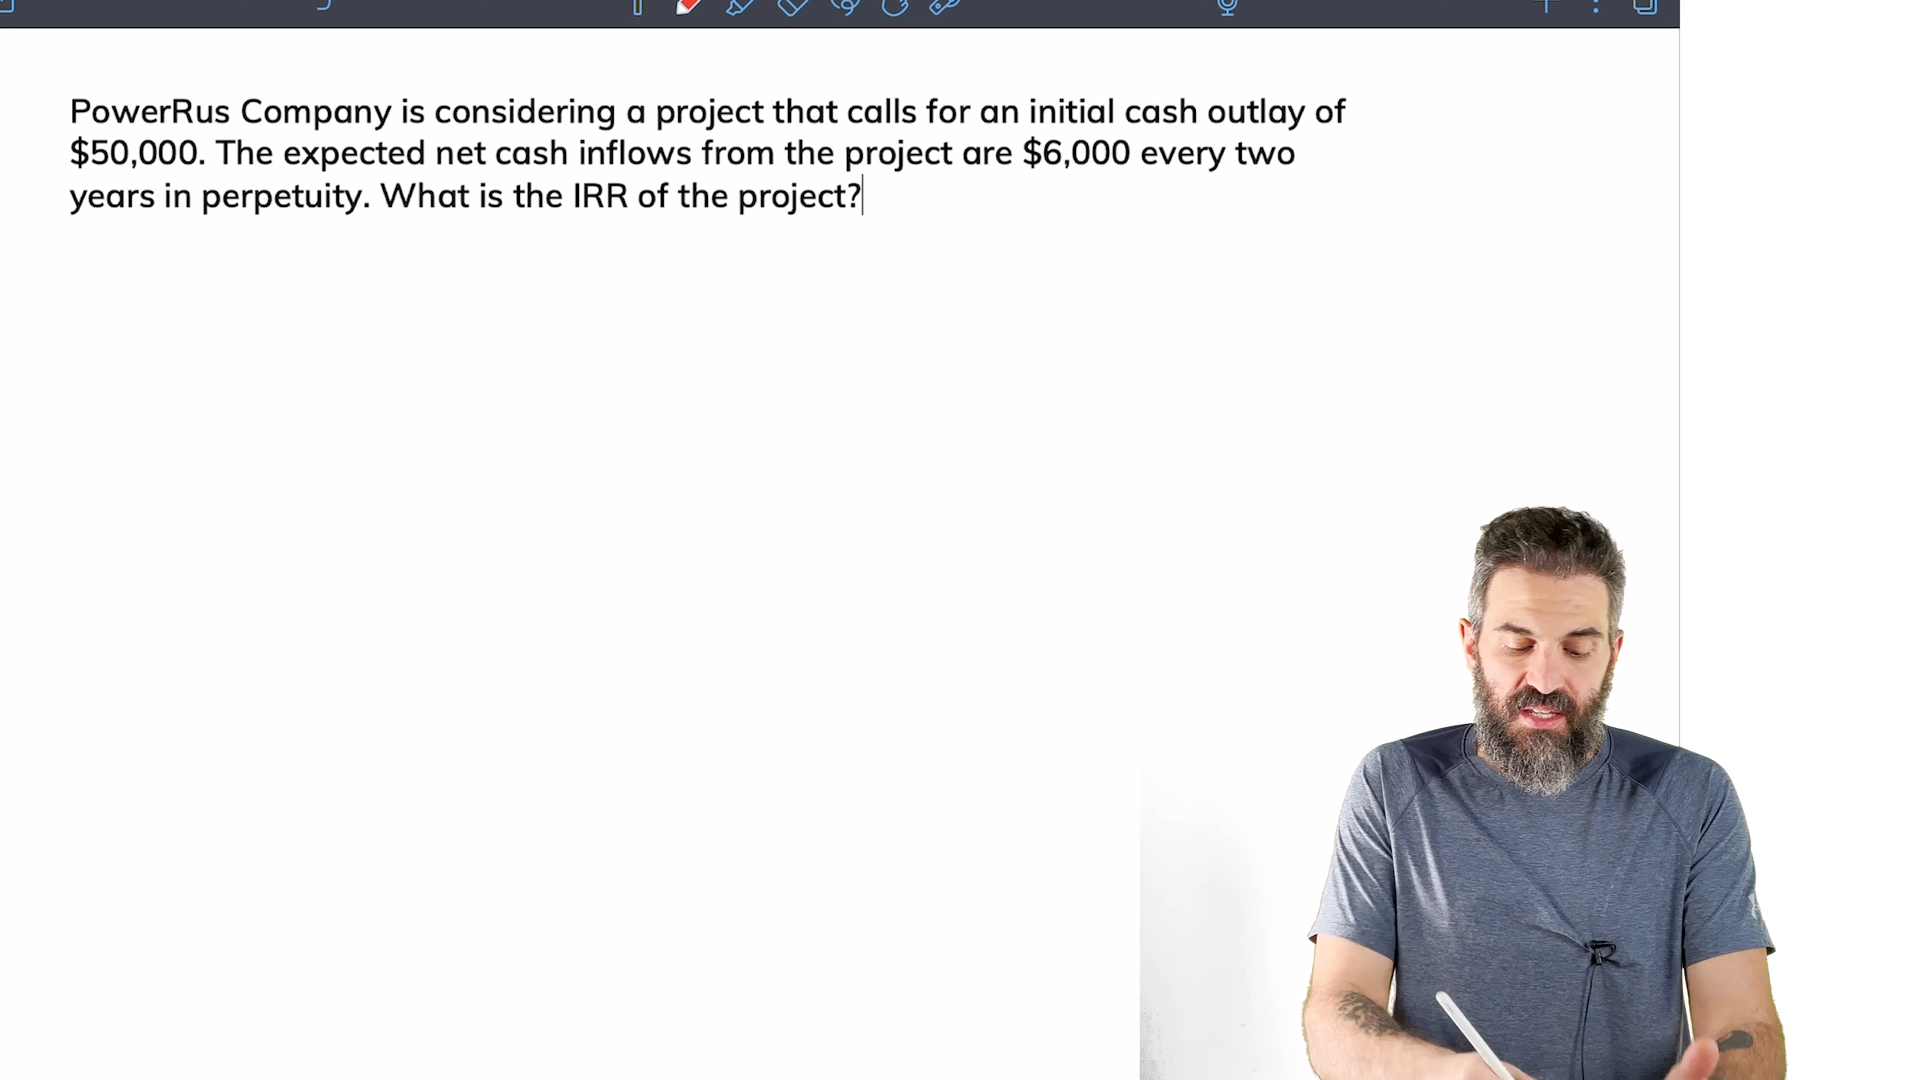 PowerRus Company is considering a project that calls for an initial cash outlay of
$50,000. The expected net cash inflows from the project are $6,000 every two
years in perpetuity. What is the IRR of the project?